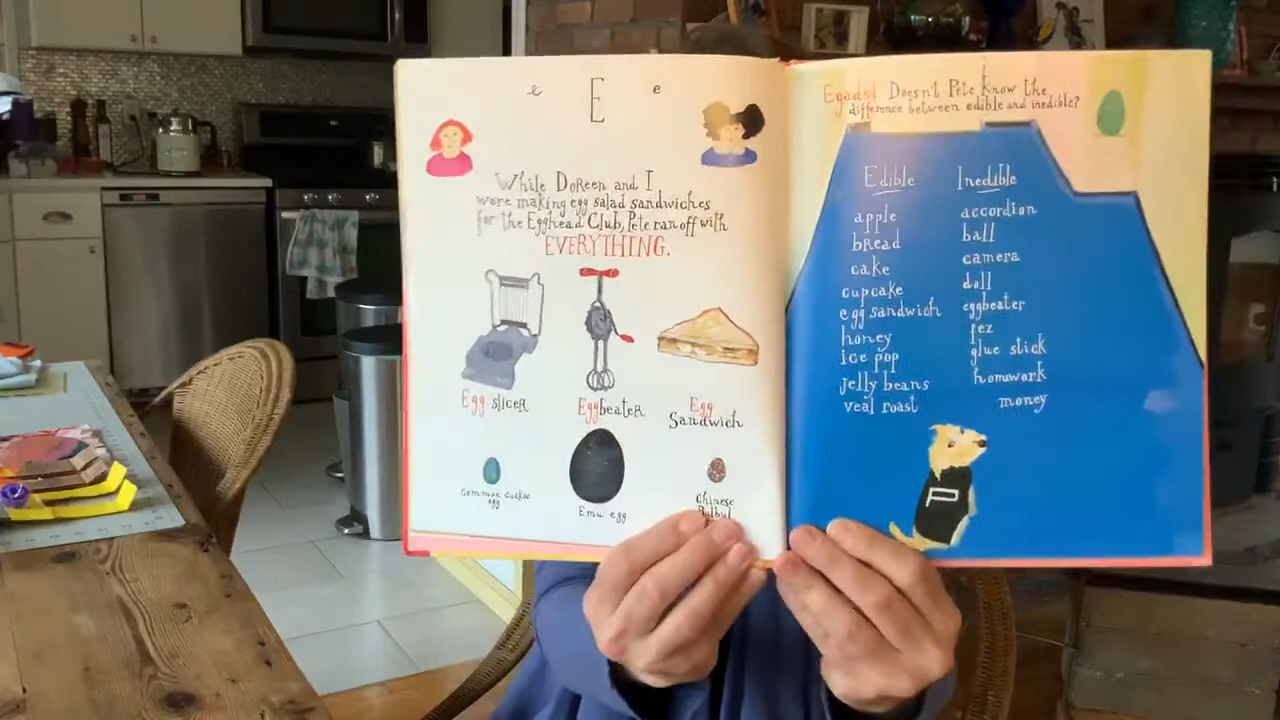 e E e
While Doreen and I
were making egg salad sandwiches
for the Egghead Club, Pete ran off with
EVERYTHING.
Egg slicer
Eggbeater
Egg
Sandwich
Common cuckoo
egg
Emu egg
Chinese
Bulbul
Egads! Doesn't Pete know the
difference between edible and inedible?
Edible
apple
bread
cake
cupcake
egg sandwich
honey
ice pop
jelly beans
veal roast
Inedible
accordion
ball
camera
doll
eggbeater
fez
glue stick
homework
money
P